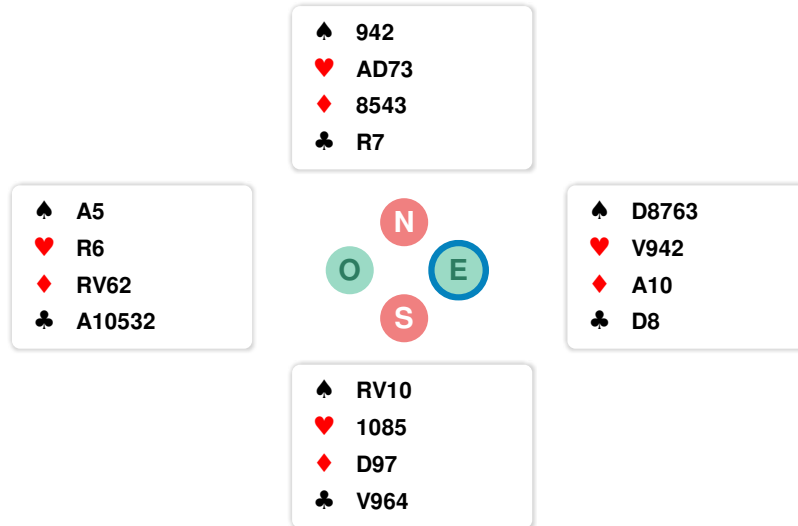 ♠ 942
♥ AD73
♦ 8543
♣ R7
♠ A5
♥ R6
♦ RV62
♣ A10532
N
O
E
S
♠ D8763
♥ V942
♦ A10
♣ D8
♠ RV10
♥ 1085
♦ D97
♣ V964